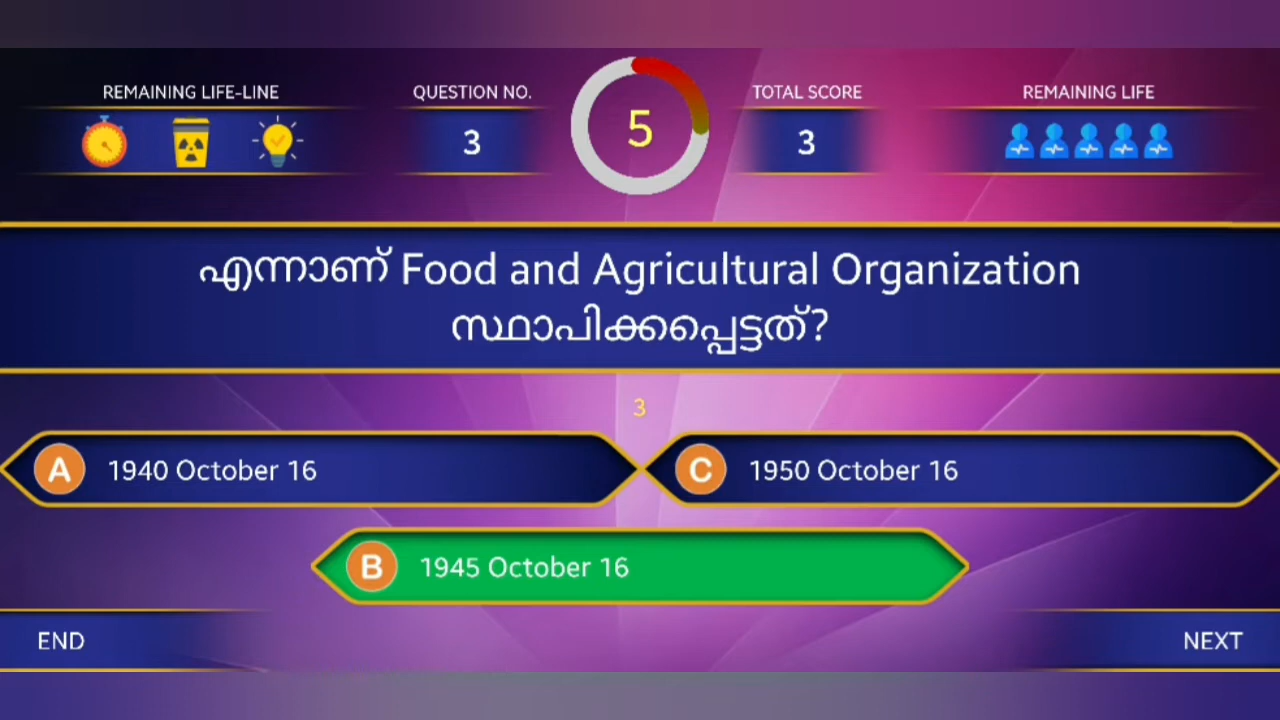 REMAINING LIFE-LINE
QUESTION NO.
3
5
TOTAL SCORE
3
REMAINING LIFE
എന്നാണ് Food and Agricultural Organization
സ്ഥാപിക്കപ്പെട്ടത്?
3
A 1940 October 16
C 1950 October 16
B 1945 October 16
END
NEXT